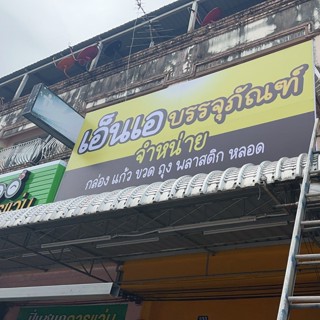 เอ็นเอ บรรจุภัณฑ์
จำหน่าย
กล่อง แก้ว ขวด ถุง พลาสติก หลอด